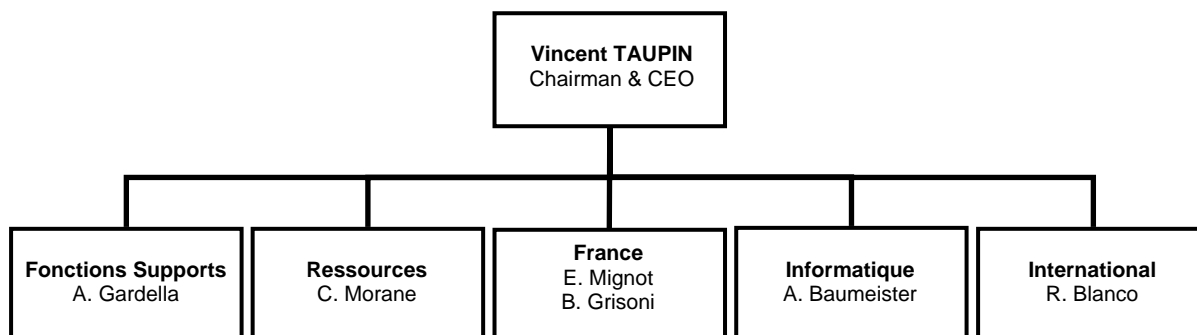 Vincent TAUPIN
Chairman & CEO
Fonctions Supports
A. Gardella
Ressources
C. Morane
France
E. Mignot
B. Grisoni
Informatique
A. Baumeister
International
R. Blanco